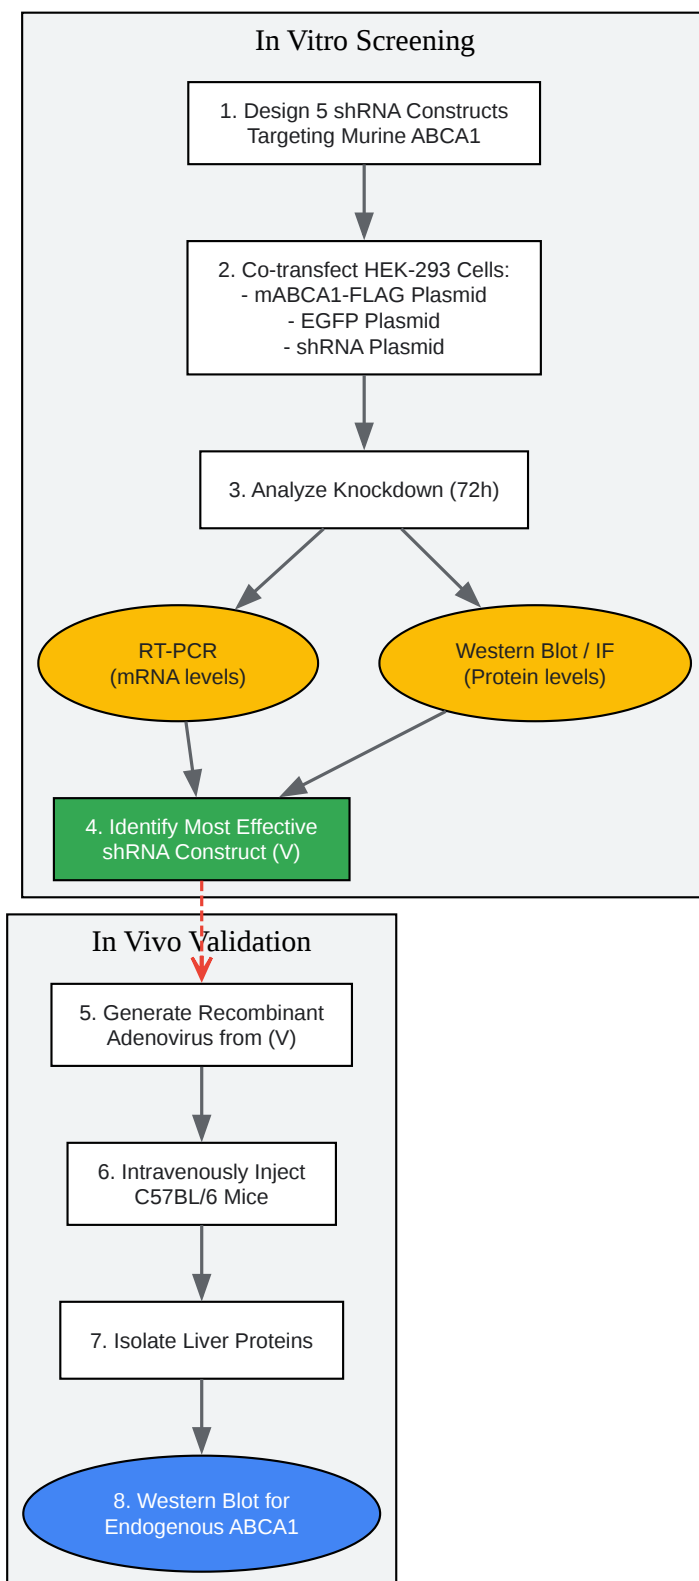 In Vitro Screening
1. Design 5 shRNA Constructs
Targeting Murine ABCA1
2. Co-transfect HEK-293 Cells:
- mABCA1-FLAG Plasmid
- EGFP Plasmid
- shRNA Plasmid
3. Analyze Knockdown (72h)
RT-PCR
(mRNA levels)
Western Blot / IF
(Protein levels)
4. Identify Most Effective
shRNA Construct (V)
In Vivo Validation
5. Generate Recombinant
Adenovirus from (V)
6. Intravenously Inject
C57BL/6 Mice
7. Isolate Liver Proteins
8. Western Blot for
Endogenous ABCA1